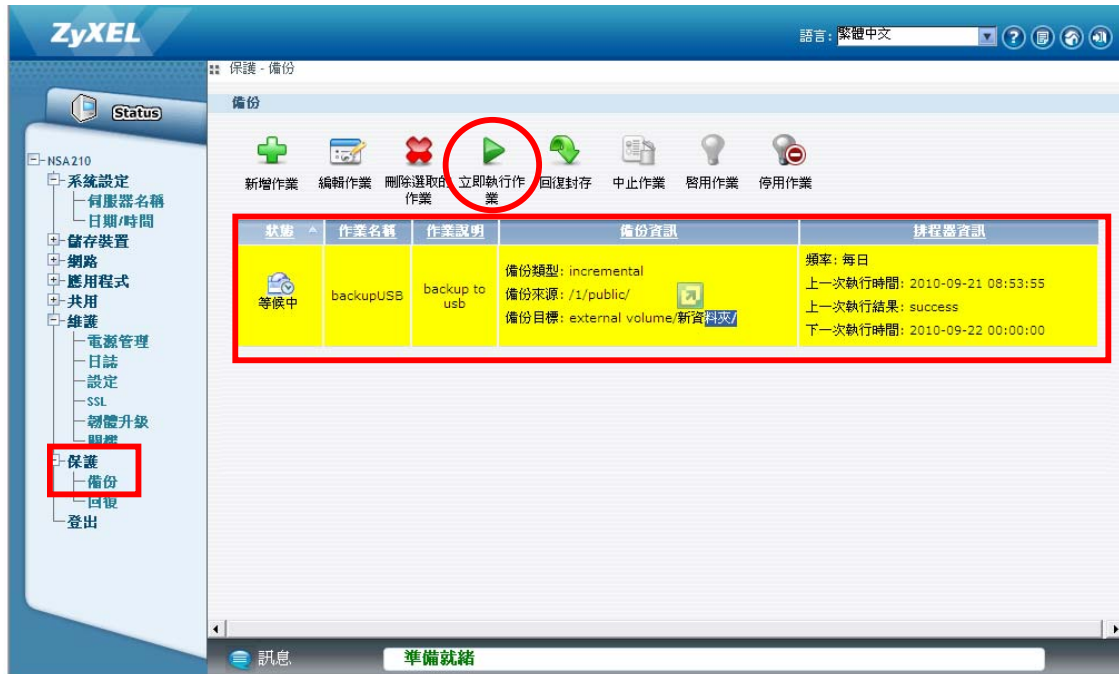 ZyXEL
語言: 繁體中文
保護 - 備份
Status
備份
新增作業 編輯作業 刪除選取的作業 立即執行作業 回復封存 中止作業 啓用作業 停用作業
狀態 作業名稱 作業說明 備份資訊 排程器資訊
等候中
backupUSB
backup to
usb
備份類型: incremental
備份來源: /1/public/
備份目標: external volume/新資料夾/
頻率: 每日
上一次執行時間: 2010-09-21 08:53:55
上一次執行結果: success
下一次執行時間: 2010-09-22 00:00:00
NSA210
系統設定
伺服器名稱
日期/時間
儲存裝置
網路
應用程式
共用
維護
電源管理
日誌
設定
SSL
韌體升級
關機
保護
備份
回復
登出
訊息
準備就緒